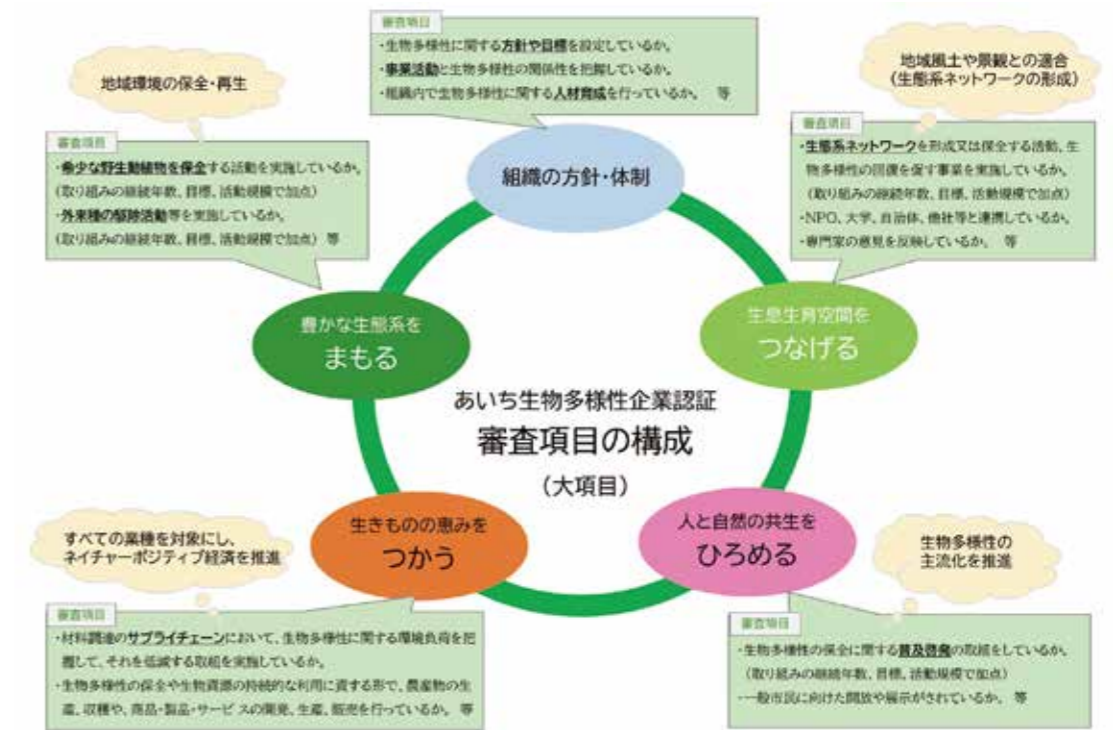 審査項目
・生物多様性に関する方針や目標を設定しているか。
・事業活動と生物多様性の関係性を把握しているか。
・組織内で生物多様性に関する人材育成を行っているか。 等
組織の方針・体制
地域環境の保全・再生
審査項目
・希少な野生動植物を保全する活動を実施しているか。
(取り組みの継続年数、目標、活動規模で加点)
・外来種の駆除活動等を実施しているか。
(取り組みの継続年数、目標、活動規模で加点) 等
豊かな生態系を
まもる
地域風土や景観との適合
(生態系ネットワークの形成)
審査項目
・生態系ネットワークを形成又は保全する活動、生
物多様性の回復を促す事業を実施しているか。
(取り組みの継続年数、目標、活動規模で加点)
・NPO、大学、自治体、他社等と連携しているか。
・専門家の意見を反映しているか。 等
生息生育空間を
つなげる
あいち生物多様性企業認証
審査項目の構成
(大項目)
生きものの恵みを
つかう
すべての業種を対象にし、
ネイチャーポジティブ経済を推進
審査項目
・材料調達のサプライチェーンにおいて、生物多様性に関する環境負荷を把
握して、それを低減する取組を実施しているか。
・生物多様性の保全や生物資源の持続的な利用に資する形で、農産物の生
産、収穫や、商品・製品・サービスの開発、生産、販売を行っているか。 等
人と自然の共生を
ひろめる
生物多様性の
主流化を推進
審査項目
・生物多様性の保全に関する普及啓発の取組をしているか。
(取り組みの継続年数、目標、活動規模で加点)
・一般市民に向けた開放や展示がされているか。 等